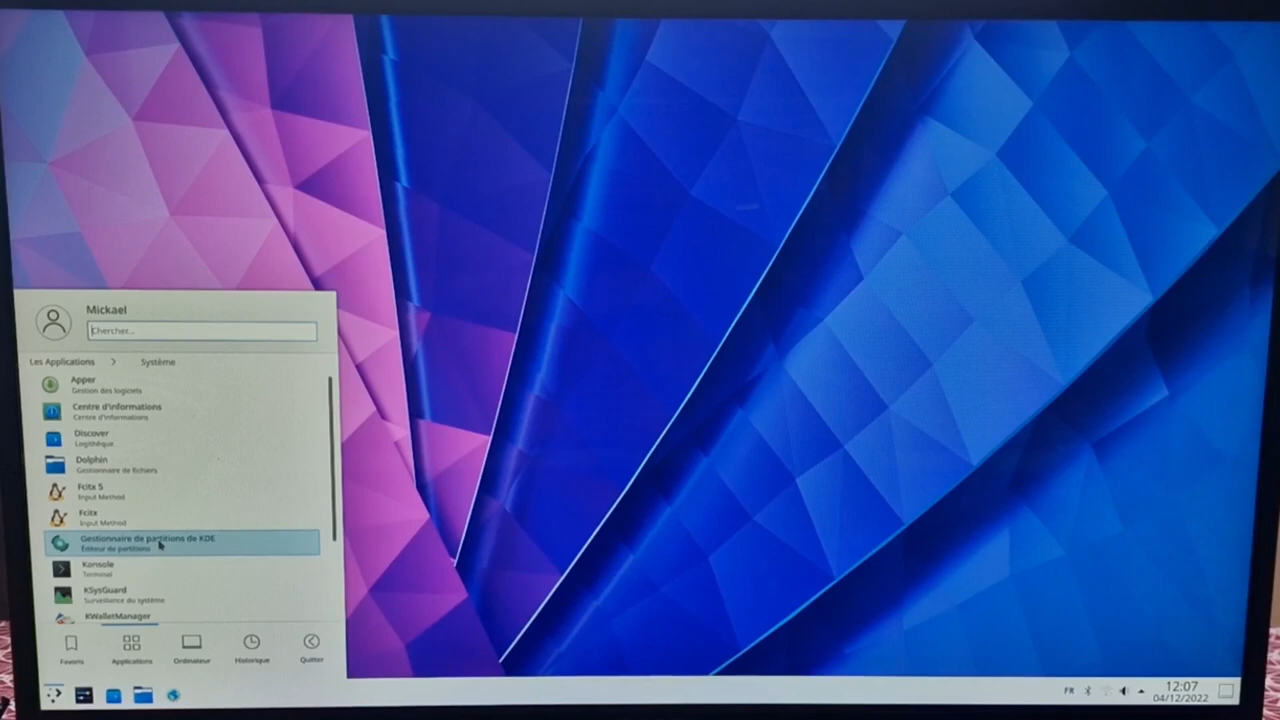 Mickael
Chercher...
Les Applications > Système
Apper
Gestion des logiciels
Centre d'informations
Centre d'informations
Discover
Logithèque
Dolphin
Gestionnaire de fichiers
Fcitx 5
Input Method
Fcitx
Input Method
Gestionnaire de partitions de KDE
Éditeur de partitions
Konsole
Terminal
KSysGuard
Surveillance du système
KWalletManager
Favoris Applications Ordinateur Historique Quitter
FR 12:07
04/12/2022